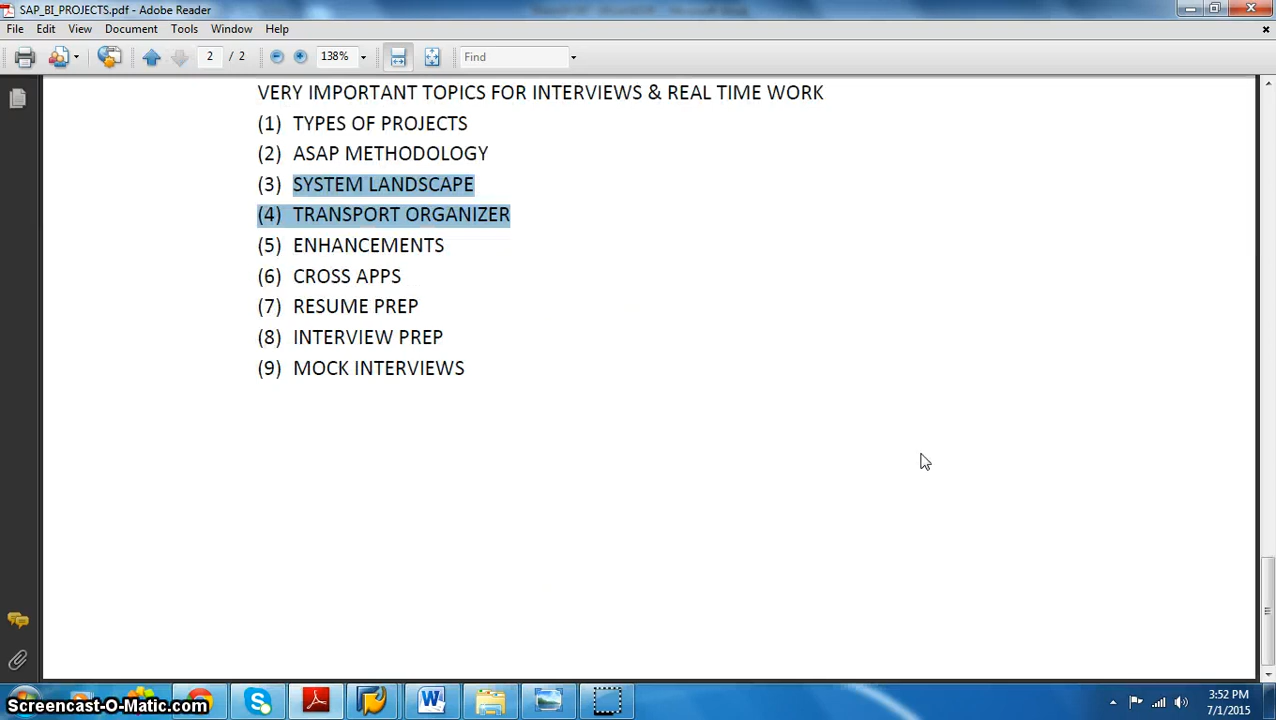 SAP_BI_PROJECTS.pdf - Adobe Reader
File Edit View Document Tools Window Help
2 / 2 138% Find
VERY IMPORTANT TOPICS FOR INTERVIEWS & REAL TIME WORK
(1) TYPES OF PROJECTS
(2) ASAP METHODOLOGY
(3) SYSTEM LANDSCAPE
(4) TRANSPORT ORGANIZER
(5) ENHANCEMENTS
(6) CROSS APPS
(7) RESUME PREP
(8) INTERVIEW PREP
(9) MOCK INTERVIEWS
3:52 PM
Screencast-O-Matic.com
7/1/2015